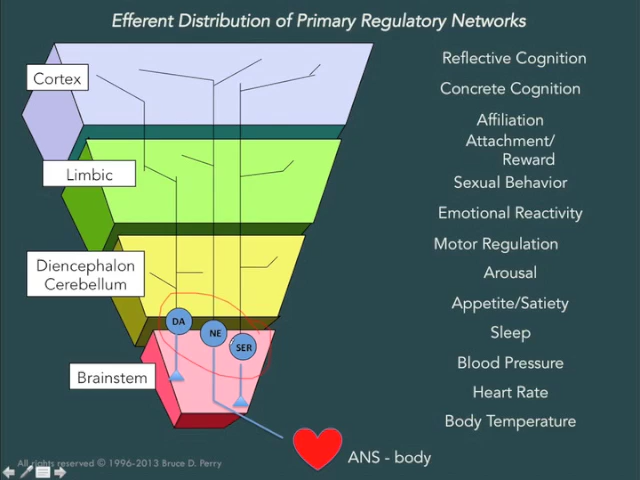 Efferent Distribution of Primary Regulatory Networks
Cortex
Limbic
Diencephalon
Cerebellum
Brainstem
DA
NE
SER
Reflective Cognition
Concrete Cognition
Affiliation
Attachment/
Reward
Sexual Behavior
Emotional Reactivity
Motor Regulation
Arousal
Appetite/Satiety
Sleep
Blood Pressure
Heart Rate
Body Temperature
ANS - body
All rights reserved © 1996-2013 Bruce D. Perry